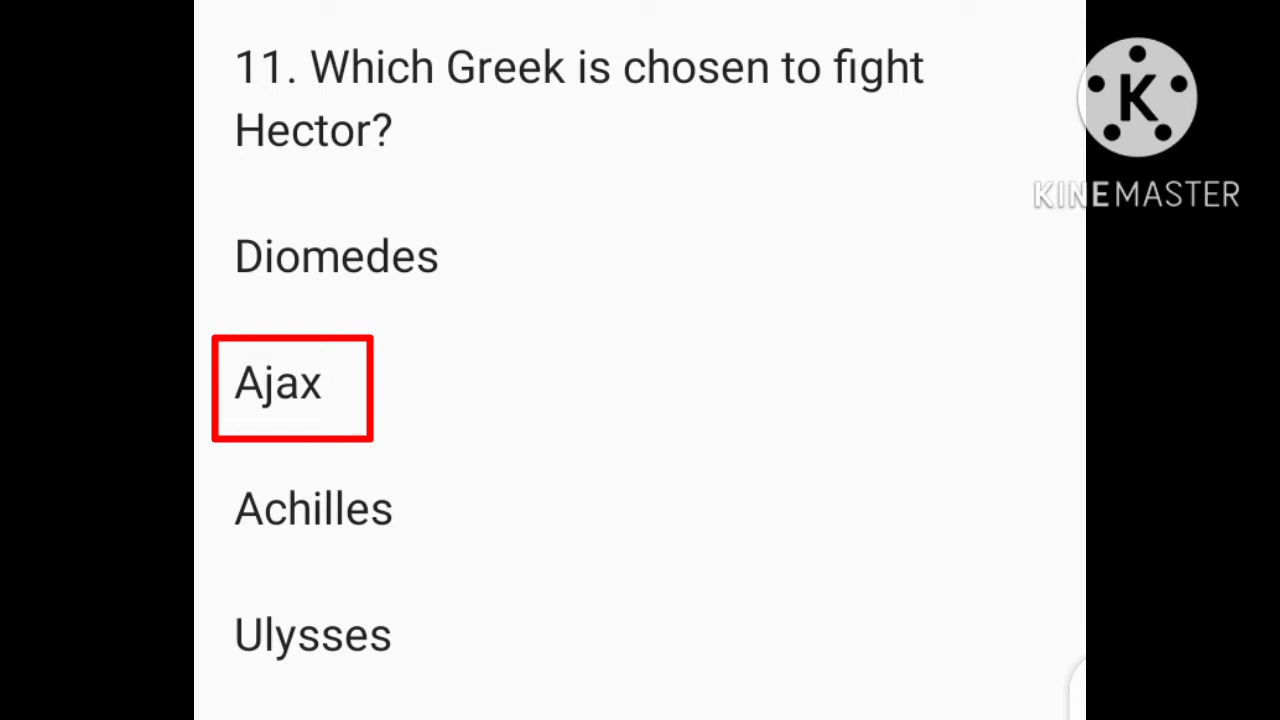 11. Which Greek is chosen to fight
Hector?
Diomedes
Ajax
Achilles
Ulysses
K
KINEMASTER